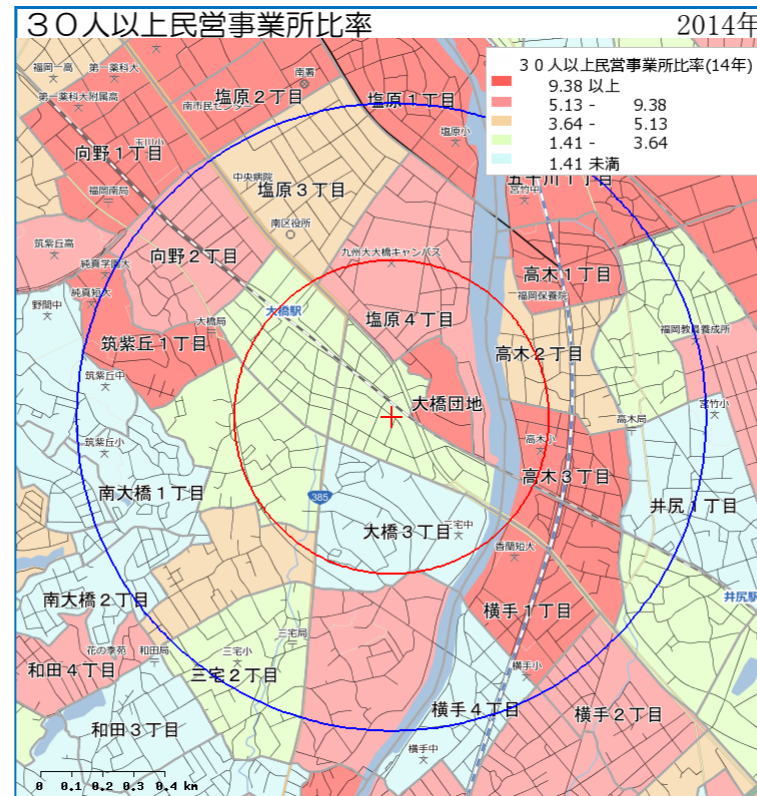 ３０人以上民営事業所比率
2014年
３０人以上民営事業所比率(14年)
9.38 以上
5.13 - 9.38
3.64 - 5.13
1.41 - 3.64
1.41 未満
福岡一高
第一薬科大
第一薬科大附属高
南署
塩原２丁目
塩原１丁目
南市民センター
塩原小
玉川小
向野１丁目
福岡南局
中央病院
塩原３丁目
五十川１丁目
宮竹中
南区役所
筑紫丘高
向野２丁目
九州大大橋キャンパス
純真学園大
高木１丁目
純真短大
福岡保養院
野間中
大橋駅
大橋局
塩原４丁目
福岡教員養成所
筑紫丘１丁目
高木２丁目
筑紫丘中
大橋団地
宮竹小
高木局
筑紫丘小
高木小
高木３丁目
南大橋１丁目
385
井尻１丁目
大橋３丁目
三宅中
香蘭短大
南大橋２丁目
井尻駅
横手１丁目
三宅局
花の季苑
和田局
三宅小
和田４丁目
三宅２丁目
横手小
横手４丁目
横手２丁目
和田３丁目
横手中
0 0.1 0.2 0.3 0.4 km